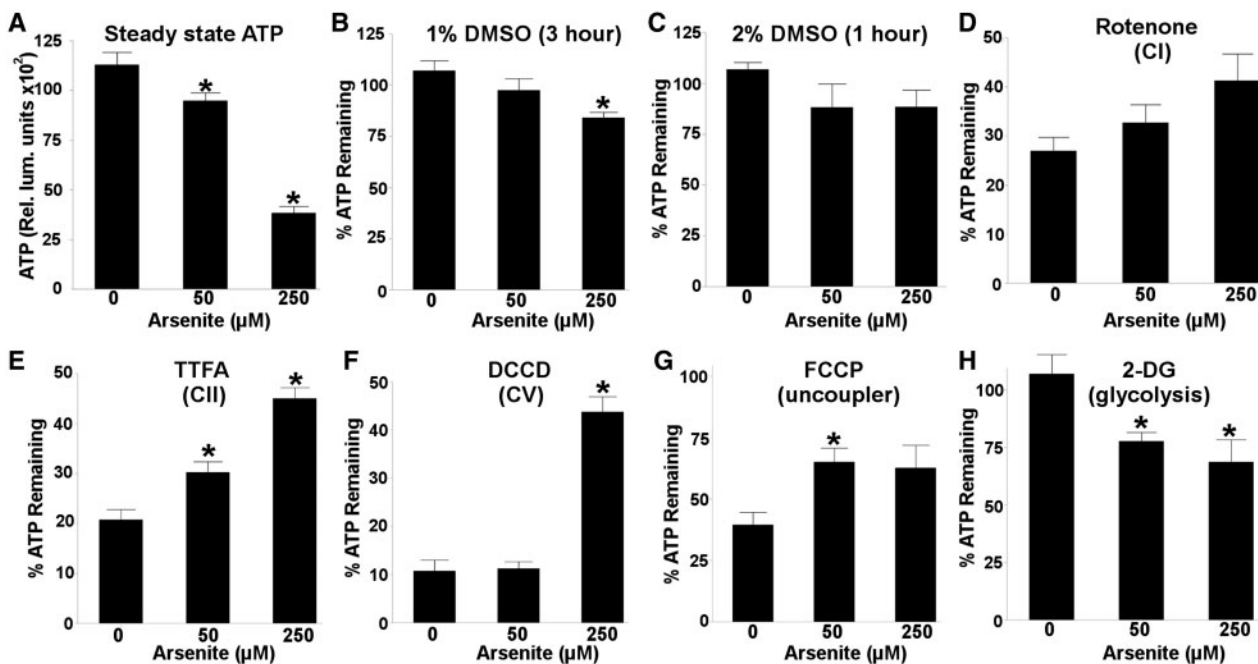 A
Steady state ATP
ATP (Rel. lum. units x10²)
125
100
75
50
25
0
*
*
0 50 250
Arsenite (µM)
B
1% DMSO (3 hour)
% ATP Remaining
125
100
75
50
25
0
*
0 50 250
Arsenite (µM)
C
2% DMSO (1 hour)
% ATP Remaining
125
100
75
50
25
0
0 50 250
Arsenite (µM)
D
Rotenone
(CI)
% ATP Remaining
50
40
30
20
10
0
0 50 250
Arsenite (µM)
E
TTFA
(CII)
% ATP Remaining
50
40
30
20
10
0
*
*
0 50 250
Arsenite (µM)
F
DCCD
(CV)
% ATP Remaining
50
40
30
20
10
0
*
0 50 250
Arsenite (µM)
G
FCCP
(uncoupler)
% ATP Remaining
100
75
50
25
0
*
0 50 250
Arsenite (µM)
H
2-DG
(glycolysis)
% ATP Remaining
100
75
50
25
0
*
*
0 50 250
Arsenite (µM)